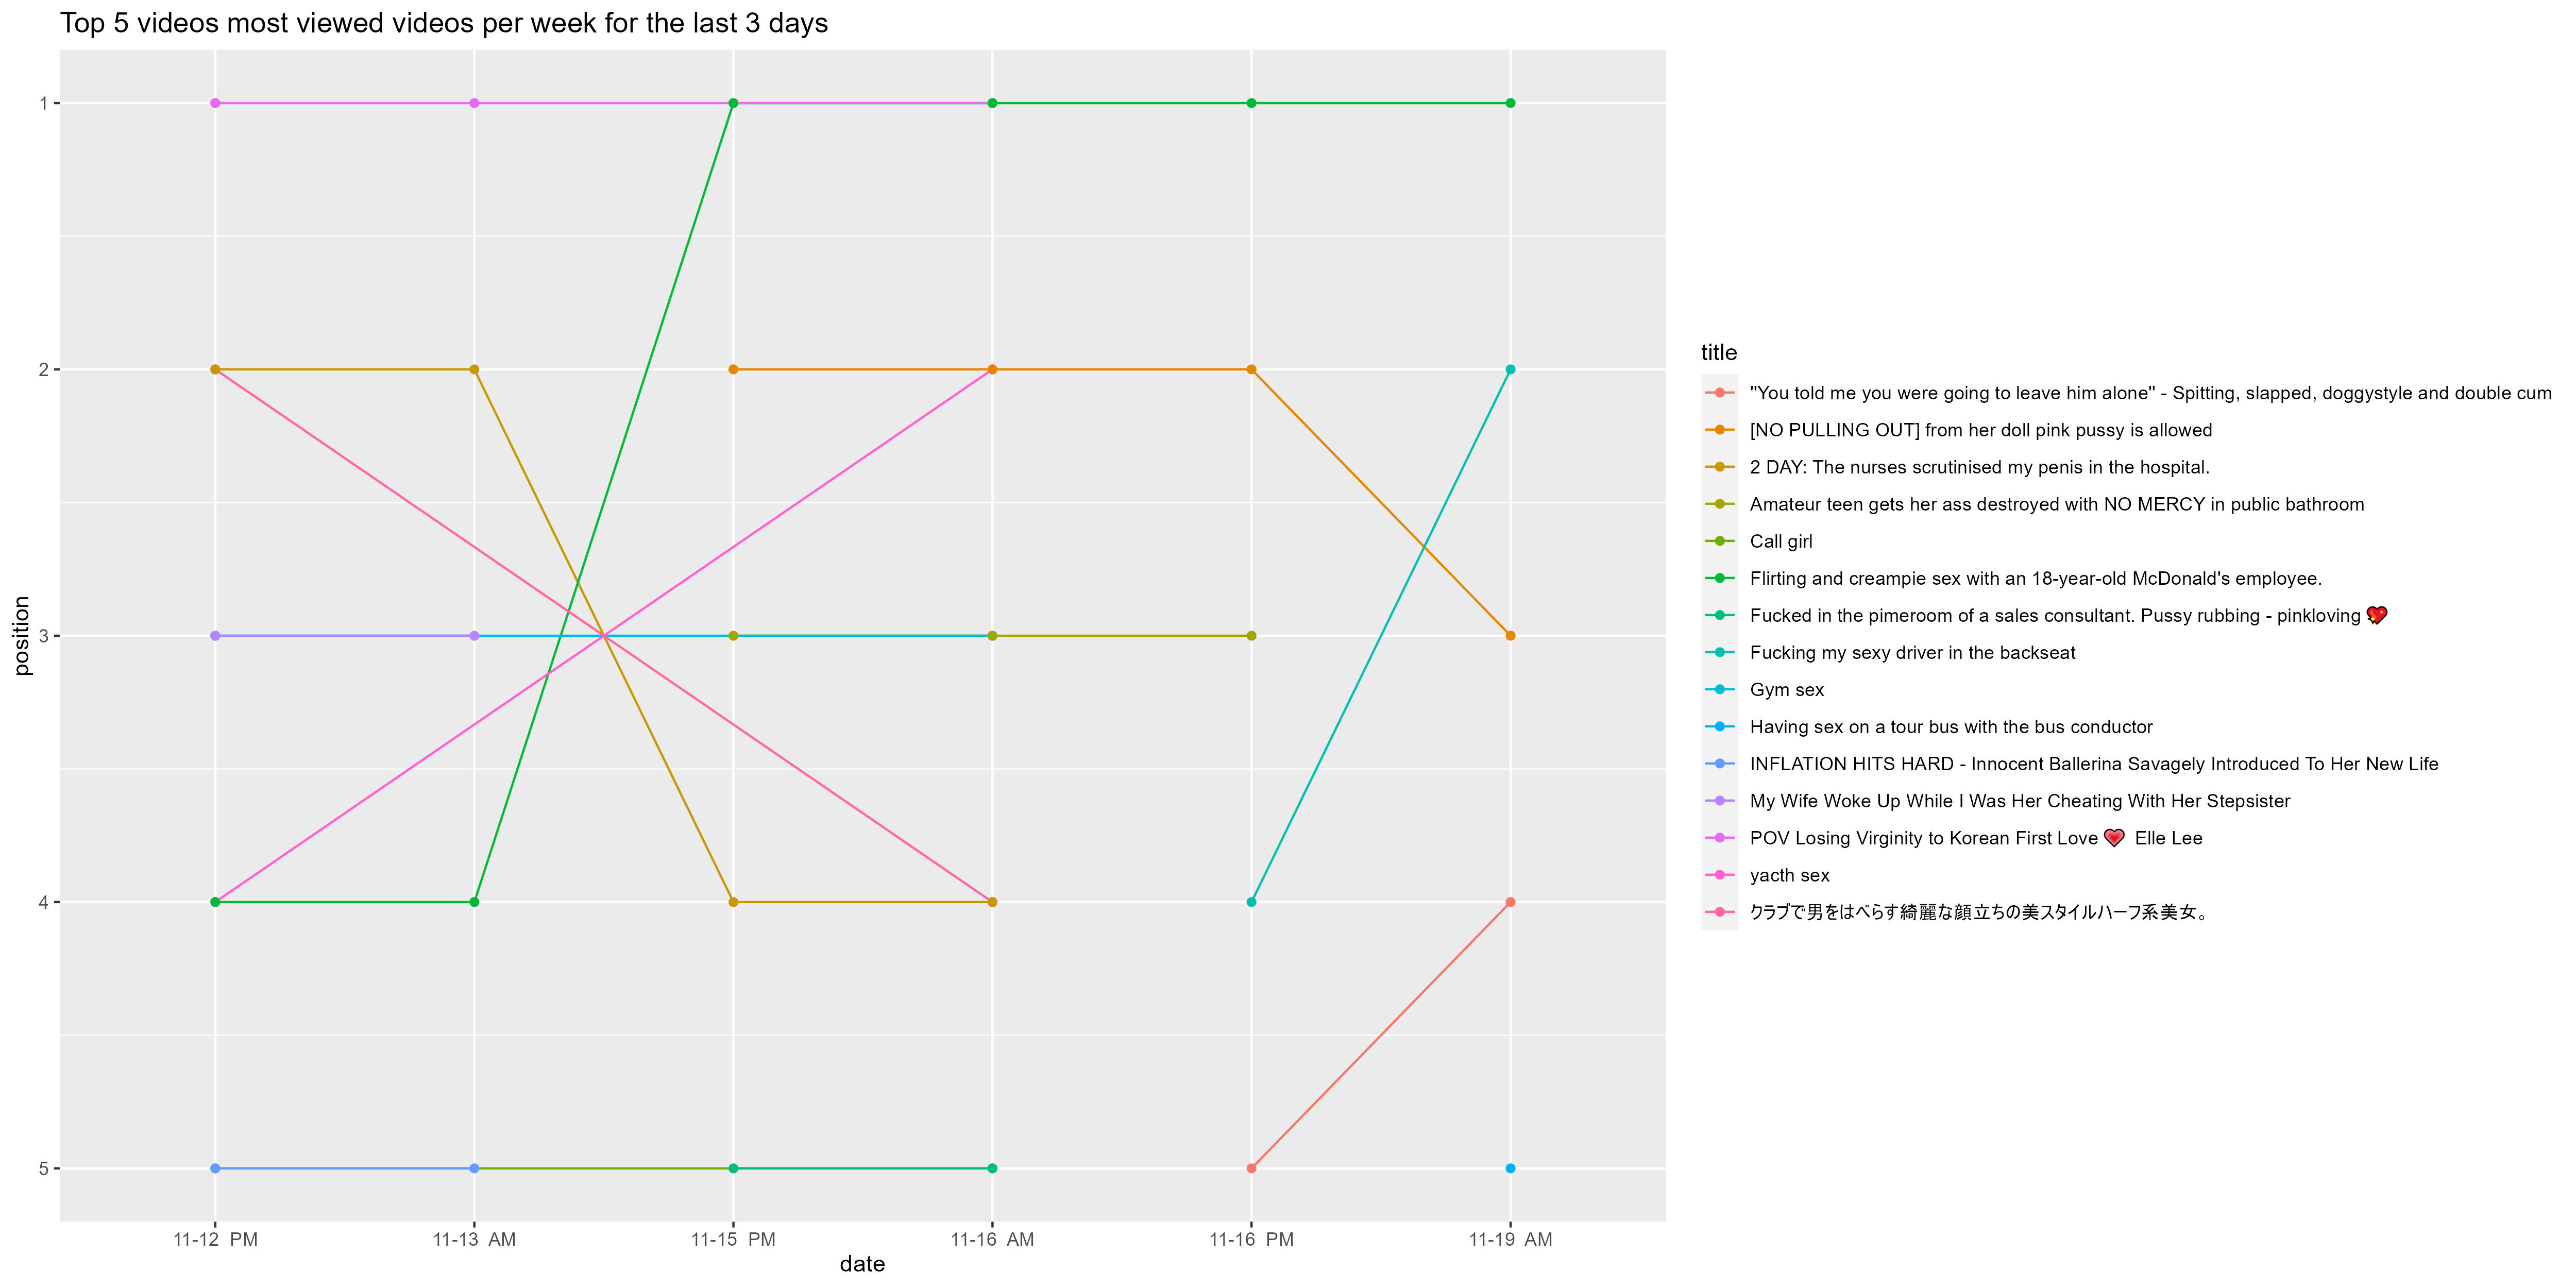 Top 5 videos most viewed videos per week for the last 3 days
1
2
3
4
5
position
11-12 PM
11-13 AM
11-15 PM
11-16 AM
11-16 PM
11-19 AM
date
title
"You told me you were going to leave him alone" - Spitting, slapped, doggystyle and double cum
[NO PULLING OUT] from her doll pink pussy is allowed
2 DAY: The nurses scrutinised my penis in the hospital.
Amateur teen gets her ass destroyed with NO MERCY in public bathroom
Call girl
Flirting and creampie sex with an 18-year-old McDonald's employee.
Fucked in the pimeroom of a sales consultant. Pussy rubbing - pinkloving 💖
Fucking my sexy driver in the backseat
Gym sex
Having sex on a tour bus with the bus conductor
INFLATION HITS HARD - Innocent Ballerina Savagely Introduced To Her New Life
My Wife Woke Up While I Was Her Cheating With Her Stepsister
POV Losing Virginity to Korean First Love 💗 Elle Lee
yacth sex
クラブで男をはべらす綺麗な顔立ちの美スタイルハーフ系美女。